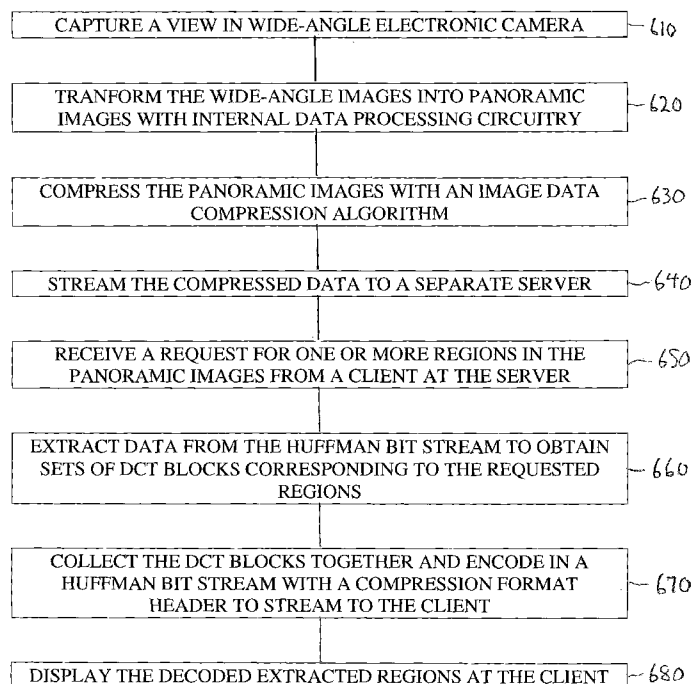 CAPTURE A VIEW IN WIDE-ANGLE ELECTRONIC CAMERA 610
TRANFORM THE WIDE-ANGLE IMAGES INTO PANORAMIC 620
IMAGES WITH INTERNAL DATA PROCESSING CIRCUITRY
COMPRESS THE PANORAMIC IMAGES WITH AN IMAGE DATA 630
COMPRESSION ALGORITHM
STREAM THE COMPRESSED DATA TO A SEPARATE SERVER 640
RECEIVE A REQUEST FOR ONE OR MORE REGIONS IN THE 650
PANORAMIC IMAGES FROM A CLIENT AT THE SERVER
EXTRACT DATA FROM THE HUFFMAN BIT STREAM TO OBTAIN
SETS OF DCT BLOCKS CORRESPONDING TO THE REQUESTED 660
REGIONS
COLLECT THE DCT BLOCKS TOGETHER AND ENCODE IN A
HUFFMAN BIT STREAM WITH A COMPRESSION FORMAT 670
HEADER TO STREAM TO THE CLIENT
DISPLAY THE DECODED EXTRACTED REGIONS AT THE CLIENT 680